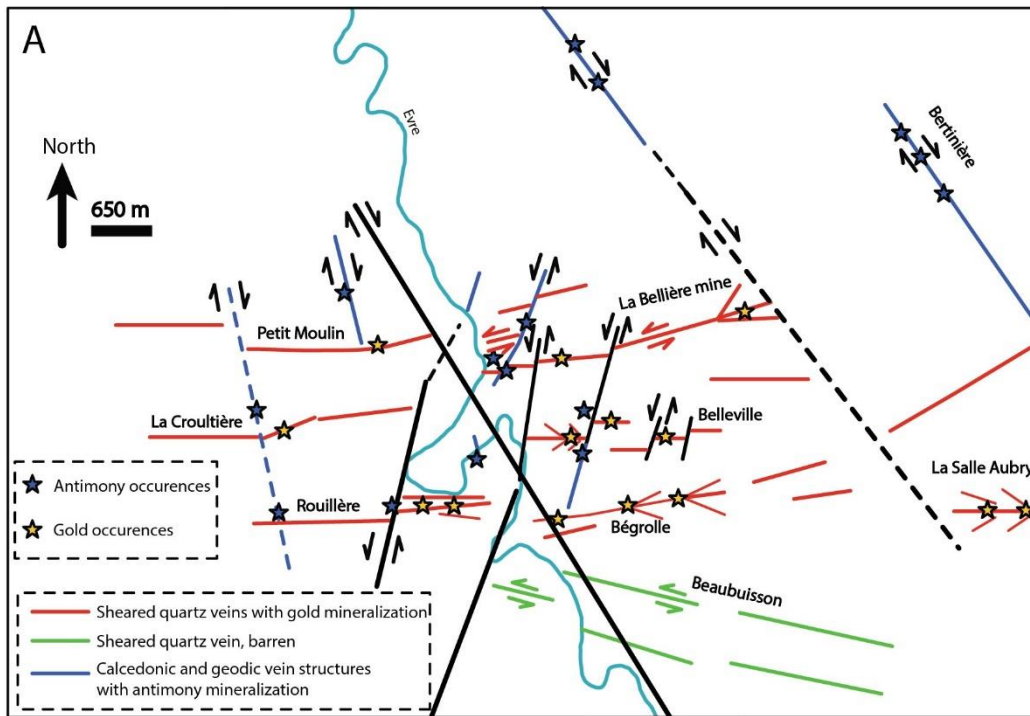 A
Evre
Bertinière
North
650 m
La Bellière mine
Petit Moulin
La Croultière
Belleville
La Salle Aubry
Antimony occurences
Rouillère
Gold occurences
Bégrolle
Beaubuisson
Sheared quartz veins with gold mineralization
Sheared quartz vein, barren
Calcedonic and geodic vein structures
with antimony mineralization